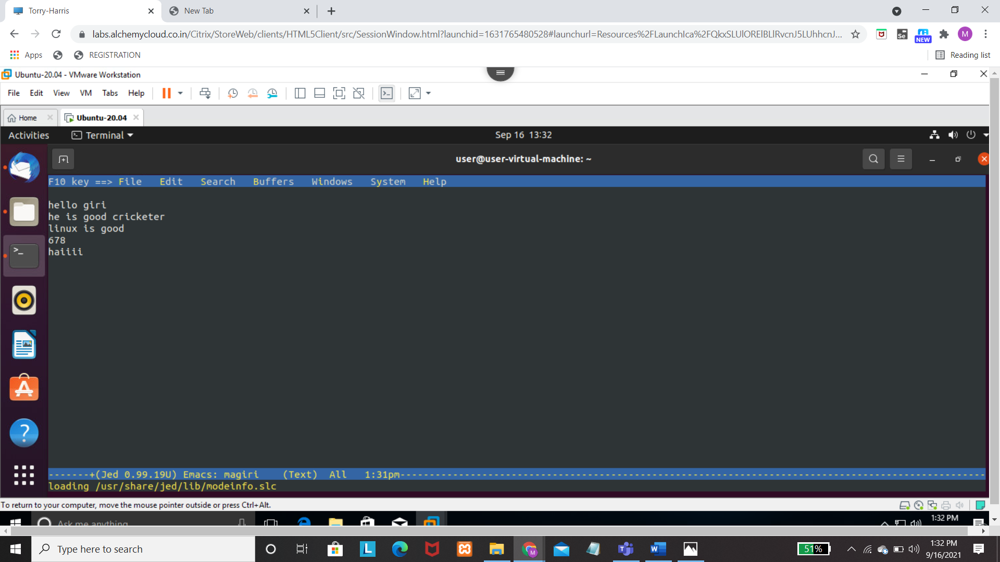 Torry-Harris
New Tab
labs.alchemycloud.co.in/Citrix/StoreWeb/clients/HTML5Client/src/SessionWindow.html?launchid=1631765480528#launchurl=Resources%2FLaunchIca%2FQkxSLUlORElBLlRvcnJ5LUhhcnJ...
Se
NEW
M
Apps
REGISTRATION
Reading list
Ubuntu-20.04 - VMware Workstation
File Edit View VM Tabs Help
Home
Ubuntu-20.04
Activities
Terminal
Sep 16 13:32
user@user-virtual-machine: ~
F10 key ==> File Edit Search Buffers Windows System Help
hello giri
he is good cricketer
linux is good
678
haiiii
-------+(Jed 0.99.19U) Emacs: magiri (Text) All 1:31pm----------------------------------------------------------------------------------------------------
loading /usr/share/jed/lib/modeinfo.slc
To return to your computer, move the mouse pointer outside or press Ctrl+Alt.
Ask me anything
1:32 PM
Type here to search
L
M
W
51%
1:32 PM
9/16/2021